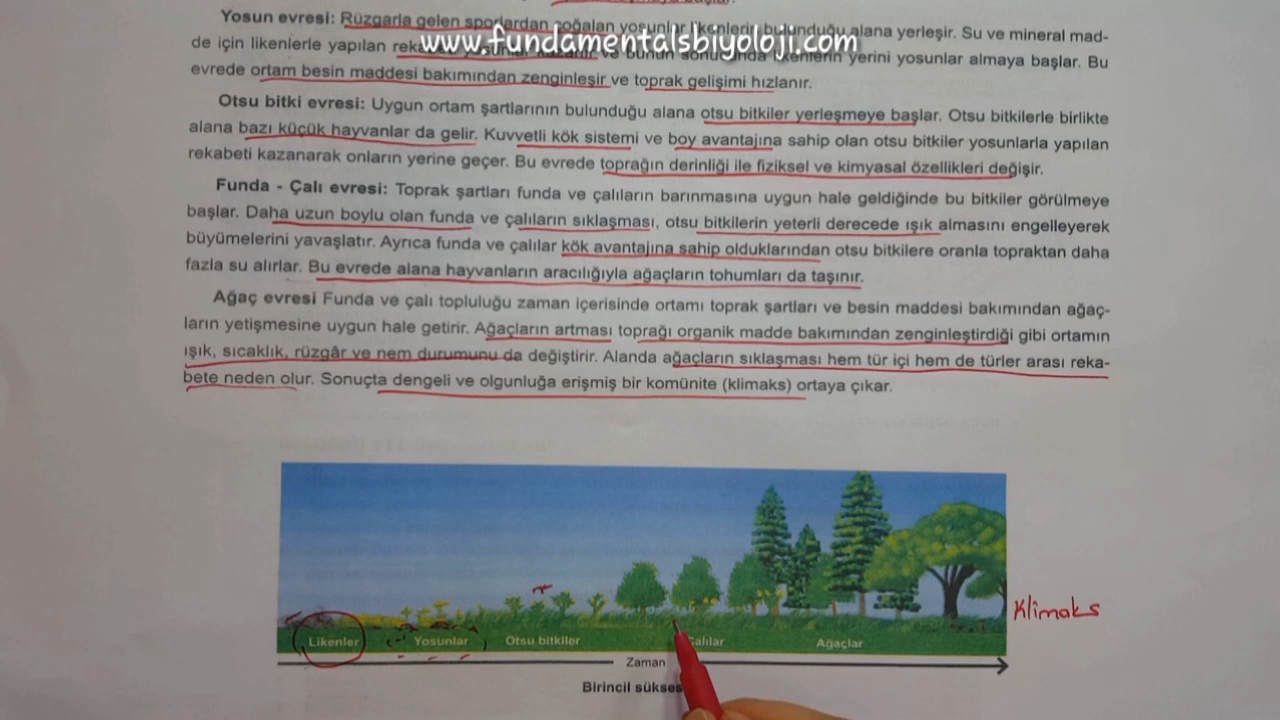 Yosun evresi: Rüzgarla gelen sporlardan çoğalan yosunlar likenlerin bulunduğu alana yerleşir. Su ve mineral mad-
www.fundamentalsbiyoloji.com
de için likenlerle yapılan rekabeti yosunlar kazanır ve bunun sonucunda likenlerin yerini yosunlar almaya başlar. Bu
evrede ortam besin maddesi bakımından zenginleşir ve toprak gelişimi hızlanır.
Otsu bitki evresi: Uygun ortam şartlarının bulunduğu alana otsu bitkiler yerleşmeye başlar. Otsu bitkilerle birlikte
alana bazı küçük hayvanlar da gelir. Kuvvetli kök sistemi ve boy avantajına sahip olan otsu bitkiler yosunlarla yapılan
rekabeti kazanarak onların yerine geçer. Bu evrede toprağın derinliği ile fiziksel ve kimyasal özellikleri değişir.
Funda - Çalı evresi: Toprak şartları funda ve çalıların barınmasına uygun hale geldiğinde bu bitkiler görülmeye
başlar. Daha uzun boylu olan funda ve çalıların sıklaşması, otsu bitkilerin yeterli derecede ışık almasını engelleyerek
büyümelerini yavaşlatır. Ayrıca funda ve çalılar kök avantajına sahip olduklarından otsu bitkilere oranla topraktan daha
fazla su alırlar. Bu evrede alana hayvanların aracılığıyla ağaçların tohumları da taşınır.
Ağaç evresi Funda ve çalı topluluğu zaman içerisinde ortamı toprak şartları ve besin maddesi bakımından ağaç-
ların yetişmesine uygun hale getirir. Ağaçların artması toprağı organik madde bakımından zenginleştirdiği gibi ortamın
ışık, sıcaklık, rüzgâr ve nem durumunu da değiştirir. Alanda ağaçların sıklaşması hem tür içi hem de türler arası reka-
bete neden olur. Sonuçta dengeli ve olgunluğa erişmiş bir komünite (klimaks) ortaya çıkar.
Klimaks
Likenler Yosunlar Otsu bitkiler Çalılar Ağaçlar
Zaman
Birincil